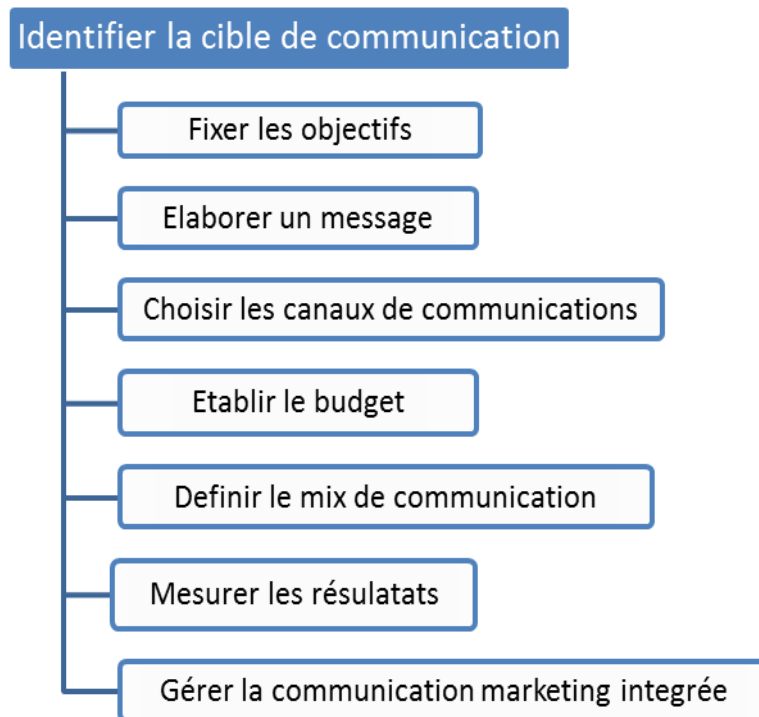 Identifier la cible de communication
Fixer les objectifs
Elaborer un message
Choisir les canaux de communications
Etablir le budget
Definir le mix de communication
Mesurer les résulatats
Gérer la communication marketing integrée